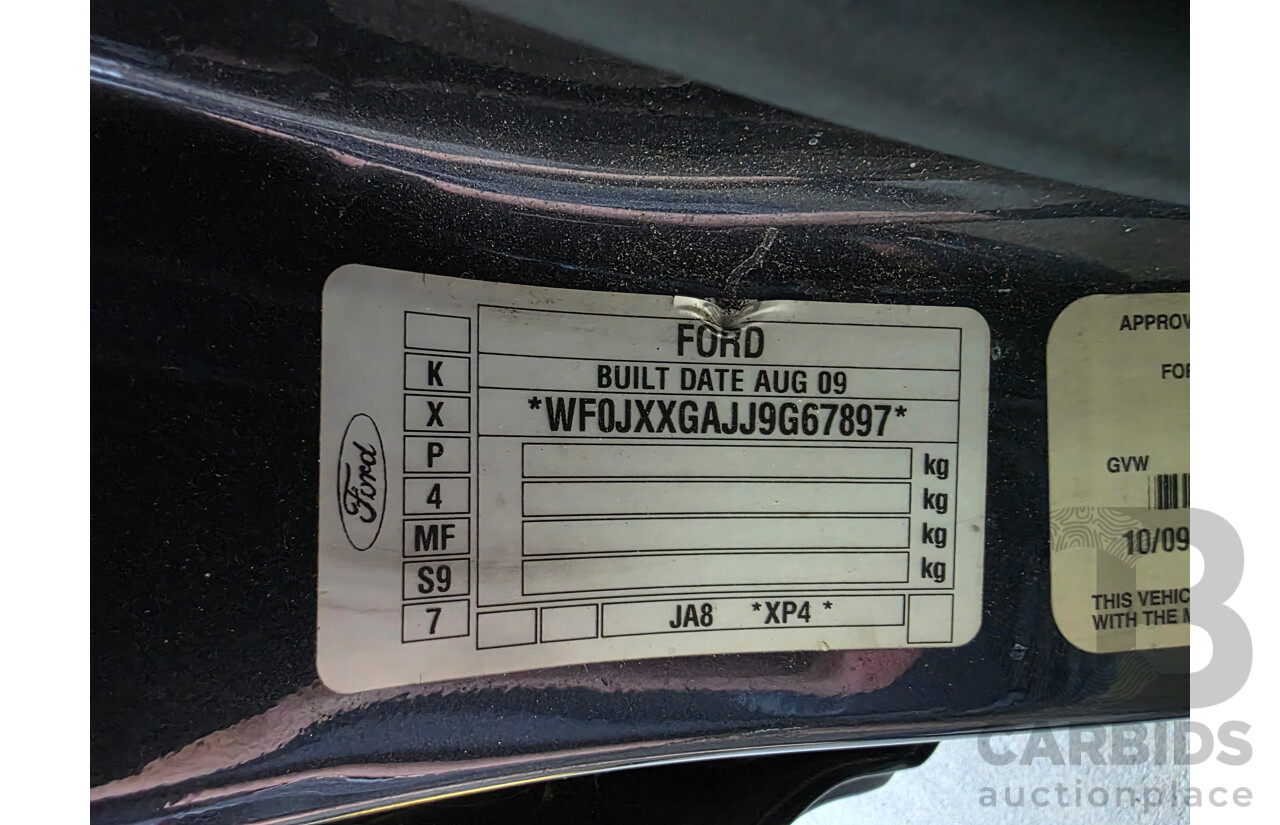 FORD
BUILT DATE AUG 09
*WF0JXXGAJJ9G67897*
K
X
P
4
MF
S9
7
kg
kg
kg
kg
JA8 *XP4 *
Ford
APPROV
FOR
GVW
10/09
THIS VEHIC
WITH THE M
B
CARBIDS
auctionplace